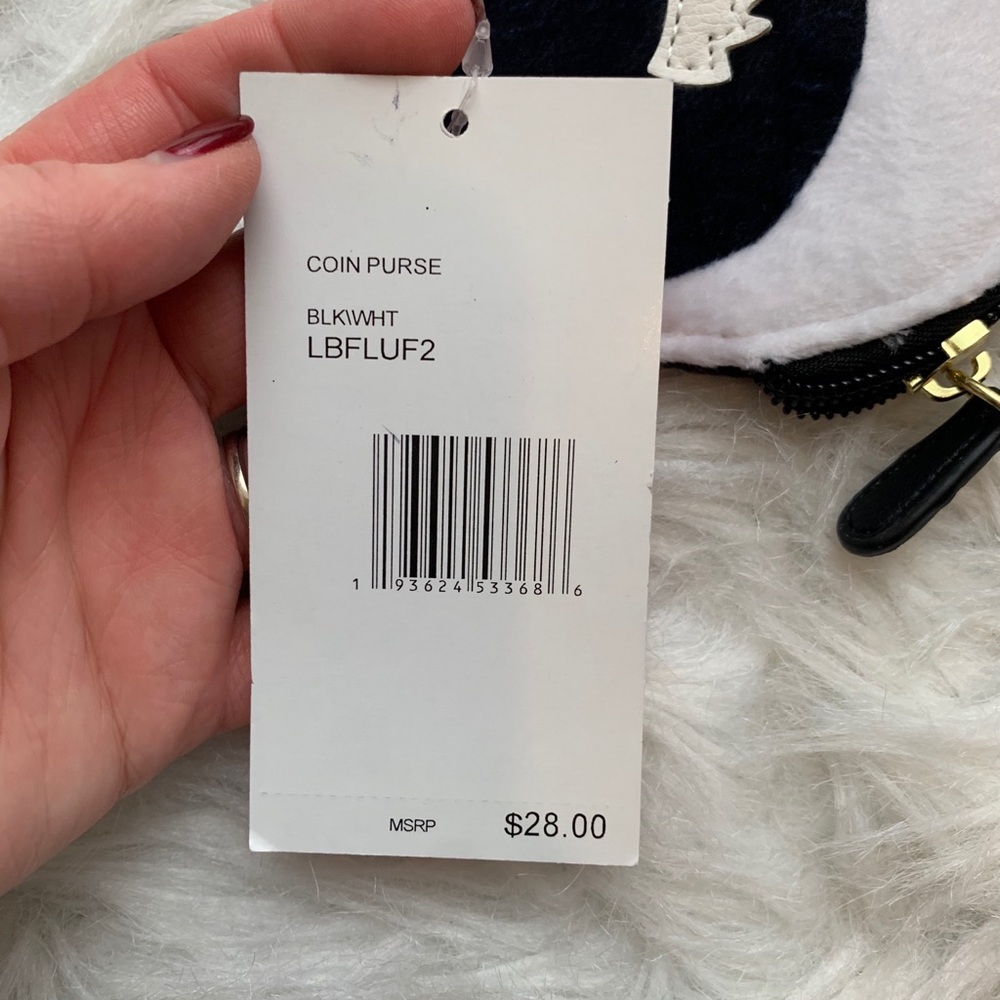 COIN PURSE
BLK\WHT
LBFLUF2
1 93624 53368 6
MSRP $28.00